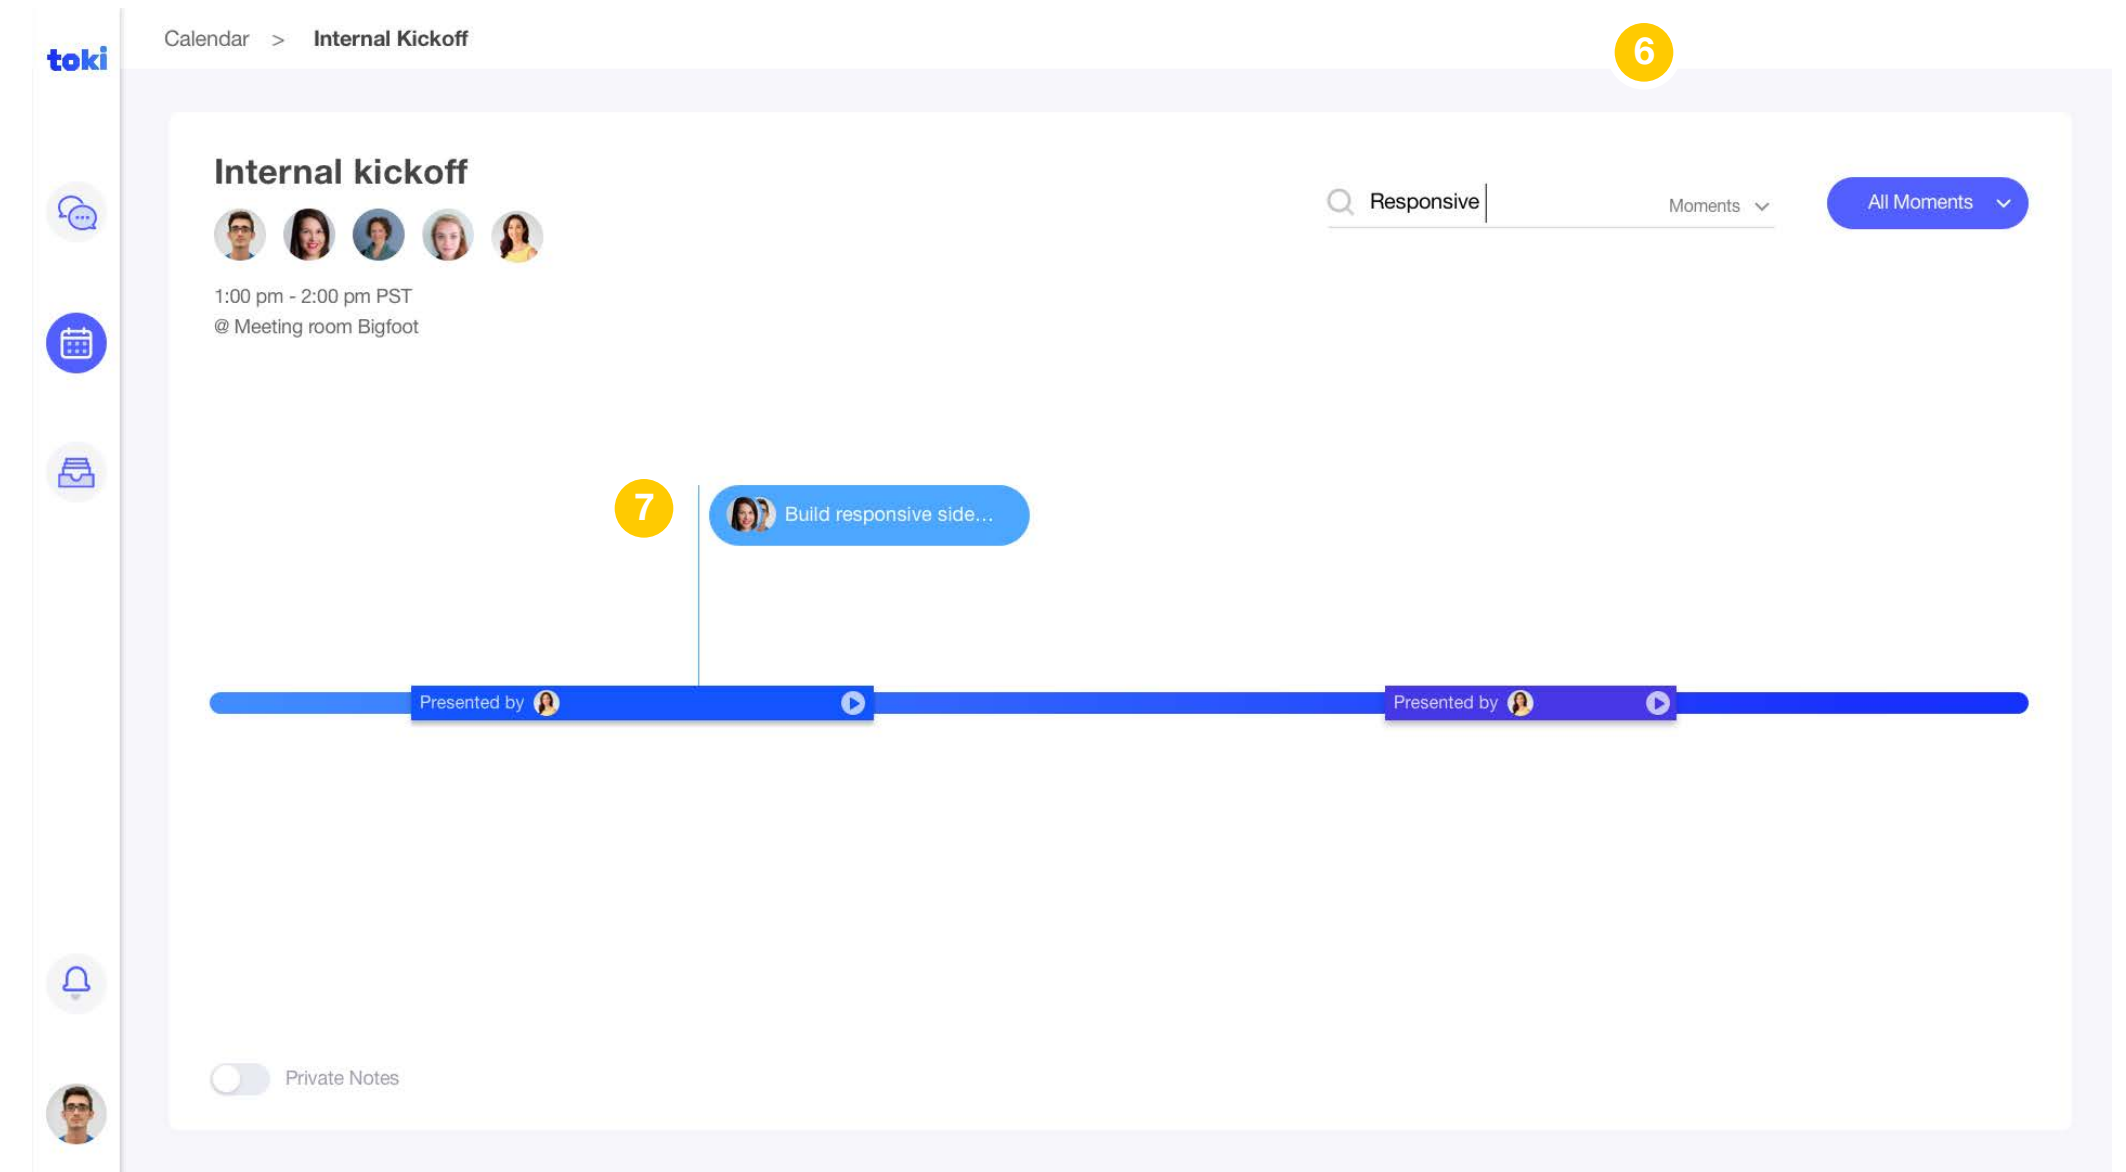 toki
Calendar > Internal Kickoff
6
Internal kickoff
Responsive
Moments
All Moments
1:00 pm - 2:00 pm PST
@ Meeting room Bigfoot
7
Build responsive side...
Presented by
Presented by
Private Notes